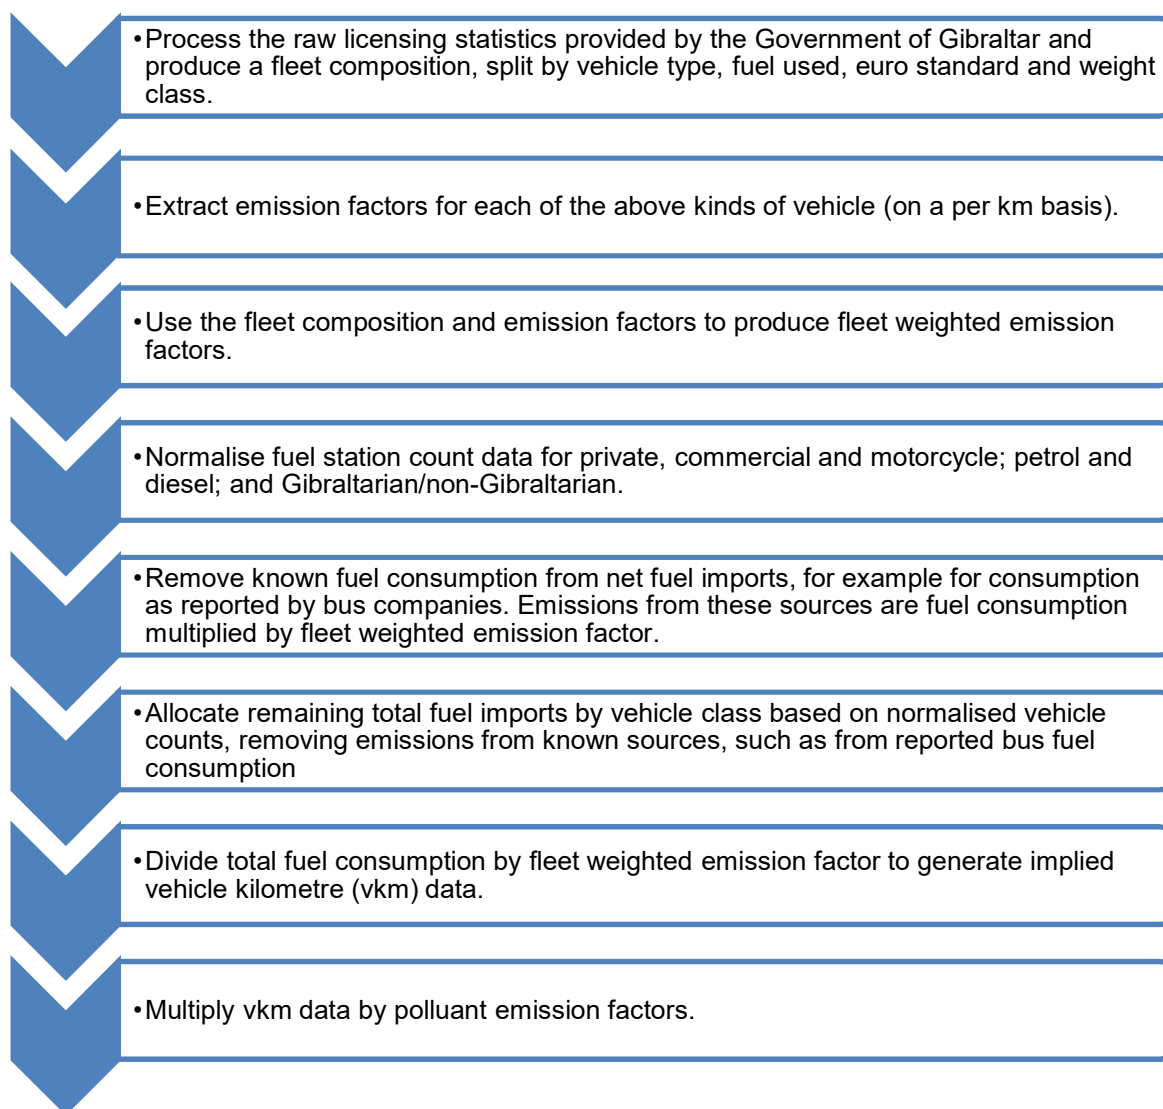 •Process the raw licensing statistics provided by the Government of Gibraltar and
produce a fleet composition, split by vehicle type, fuel used, euro standard and weight
class.
•Extract emission factors for each of the above kinds of vehicle (on a per km basis).
•Use the fleet composition and emission factors to produce fleet weighted emission
factors.
•Normalise fuel station count data for private, commercial and motorcycle; petrol and
diesel; and Gibraltarian/non-Gibraltarian.
•Remove known fuel consumption from net fuel imports, for example for consumption
as reported by bus companies. Emissions from these sources are fuel consumption
multiplied by fleet weighted emission factor.
•Allocate remaining total fuel imports by vehicle class based on normalised vehicle
counts, removing emissions from known sources, such as from reported bus fuel
consumption
•Divide total fuel consumption by fleet weighted emission factor to generate implied
vehicle kilometre (vkm) data.
•Multiply vkm data by polluant emission factors.